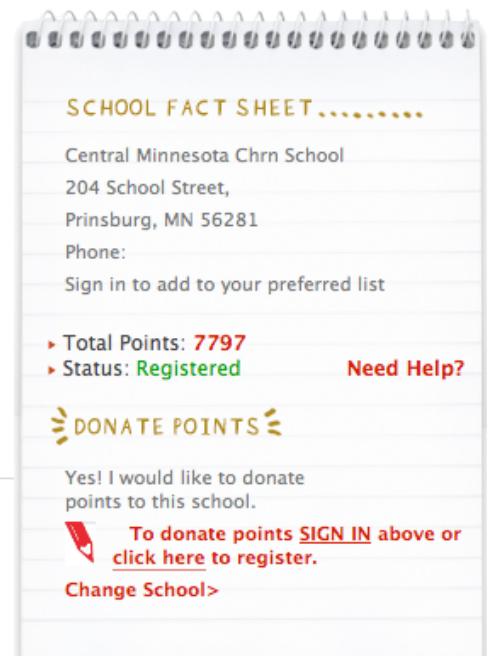 SCHOOL FACT SHEET.........
Central Minnesota Chrn School
204 School Street,
Prinsburg, MN 56281
Phone:
Sign in to add to your preferred list
Total Points: 7797
Status: Registered Need Help?
DONATE POINTS
Yes! I would like to donate
points to this school.
To donate points SIGN IN above or
click here to register.
Change School>